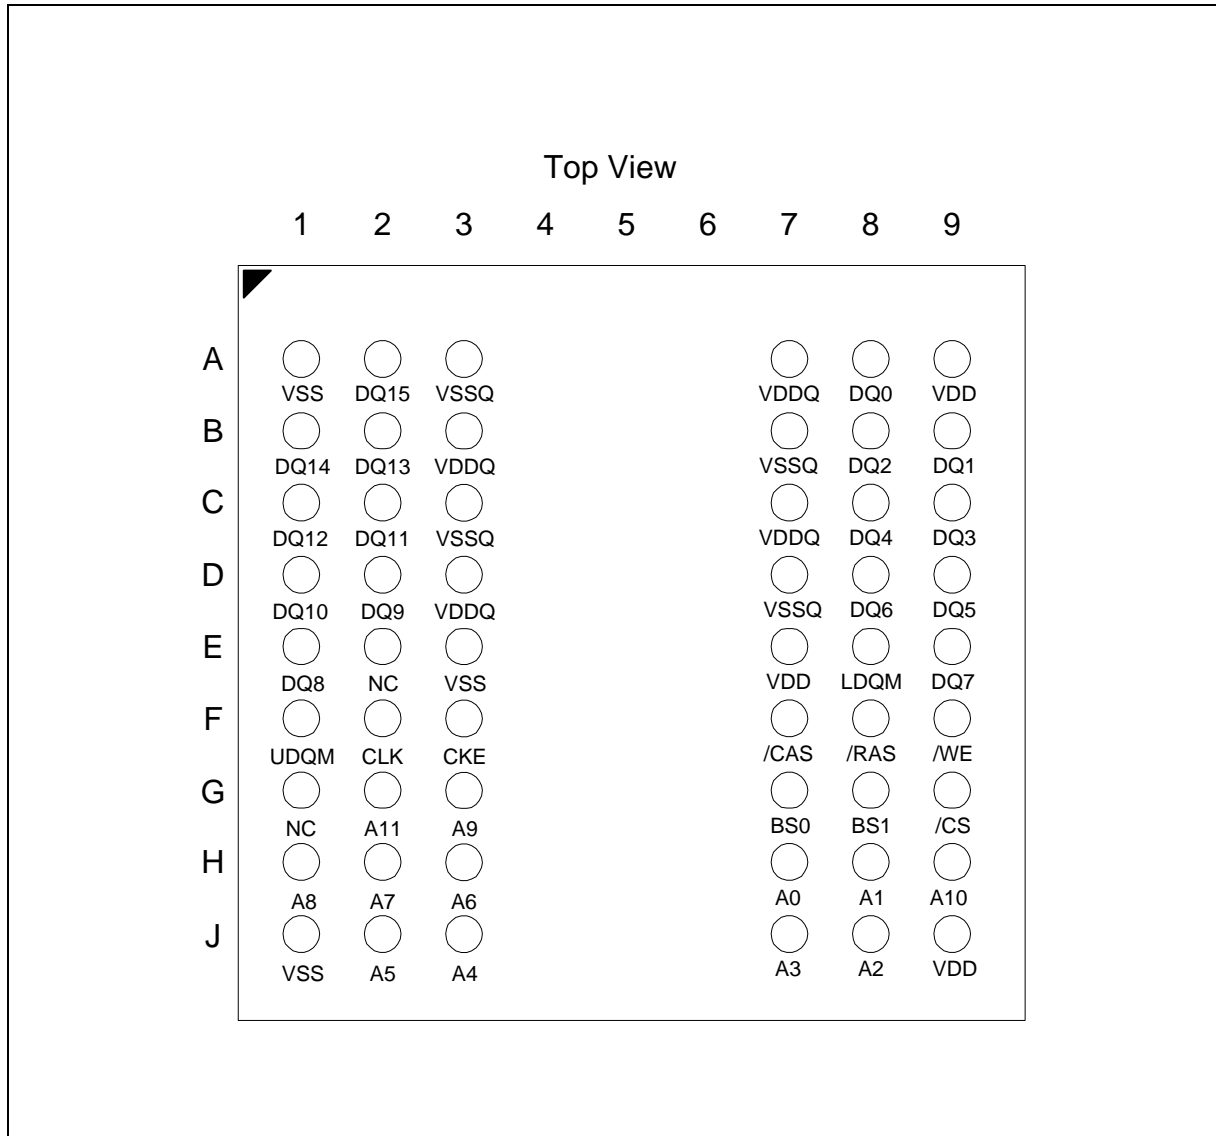 Top View
1 2 3 4 5 6 7 8 9
A
VSS DQ15 VSSQ VDDQ DQ0 VDD
B
DQ14 DQ13 VDDQ VSSQ DQ2 DQ1
C
DQ12 DQ11 VSSQ VDDQ DQ4 DQ3
D
DQ10 DQ9 VDDQ VSSQ DQ6 DQ5
E
DQ8 NC VSS VDD LDQM DQ7
F
UDQM CLK CKE /CAS /RAS /WE
G
NC A11 A9 BS0 BS1 /CS
H
A8 A7 A6 A0 A1 A10
J
VSS A5 A4 A3 A2 VDD